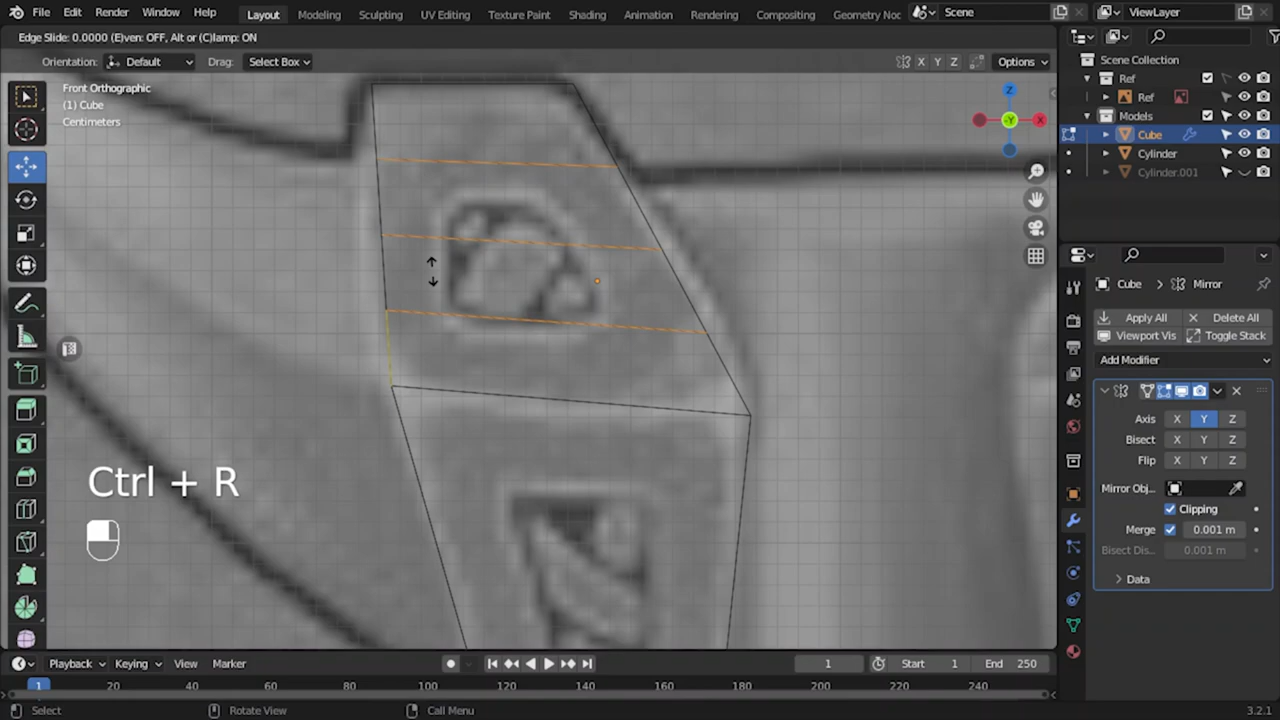 File Edit Render Window Help Layout Modeling Sculpting UV Editing Texture Paint Shading Animation Rendering Compositing Geometry Noc Scene ViewLayer
Edge Slide: 0.0000 (E)ven: OFF, Alt or (C)lamp: ON
Orientation: Default Drag: Select Box X Y Z Options
Front Orthographic
(1) Cube
Centimeters
Z
-Y
X
Scene Collection
Ref
Ref
Models
Cube
Cylinder
Cylinder.001
Cube > Mirror
Apply All Delete All
Viewport Vis Toggle Stack
Add Modifier
Axis X Y Z
Bisect X Y Z
Flip X Y Z
Mirror Obj...
Clipping
Merge 0.001 m
Bisect Dis... 0.001 m
Data
Ctrl + R
Playback Keying View Marker 1 Start 1 End 250
1 20 40 60 80 100 120 140 160 180 200 220 240
Select Rotate View Call Menu 3.2.1